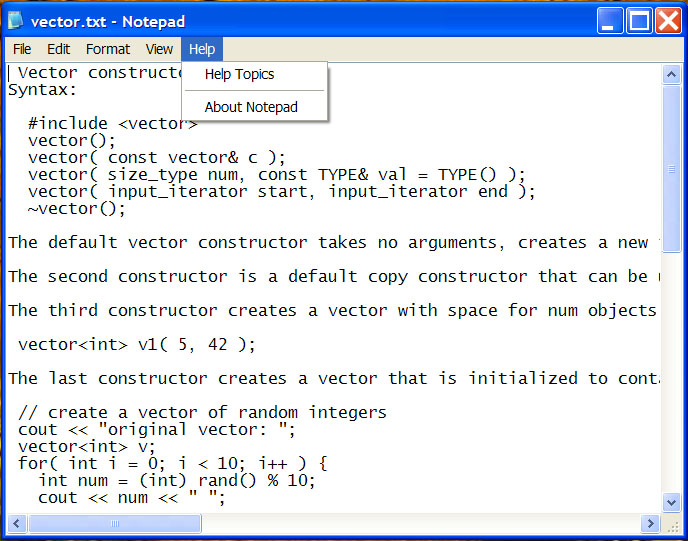 vector.txt - Notepad
File Edit Format View Help
Help Topics
About Notepad
Vector constructo
Syntax:
#include <vector>
vector();
vector( const vector& c );
vector( size_type num, const TYPE& val = TYPE() );
vector( input_iterator start, input_iterator end );
~vector();
The default vector constructor takes no arguments, creates a new
The second constructor is a default copy constructor that can be
The third constructor creates a vector with space for num objects
vector<int> v1( 5, 42 );
The last constructor creates a vector that is initialized to conta
// create a vector of random integers
cout << "original vector: ";
vector<int> v;
for( int i = 0; i < 10; i++ ) {
int num = (int) rand() % 10;
cout << num << " ";